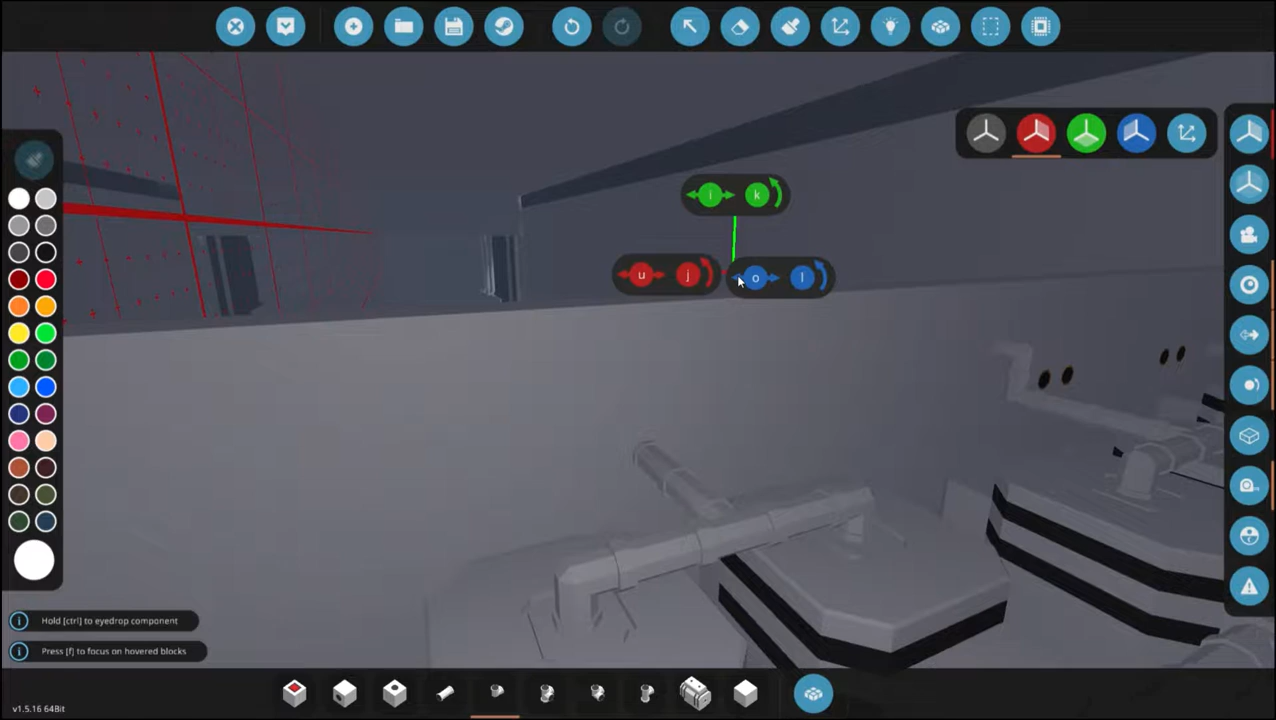 i k
u j o l
Hold [ctrl] to eyedrop component
Press [f] to focus on hovered blocks
v1.5.16 64Bit